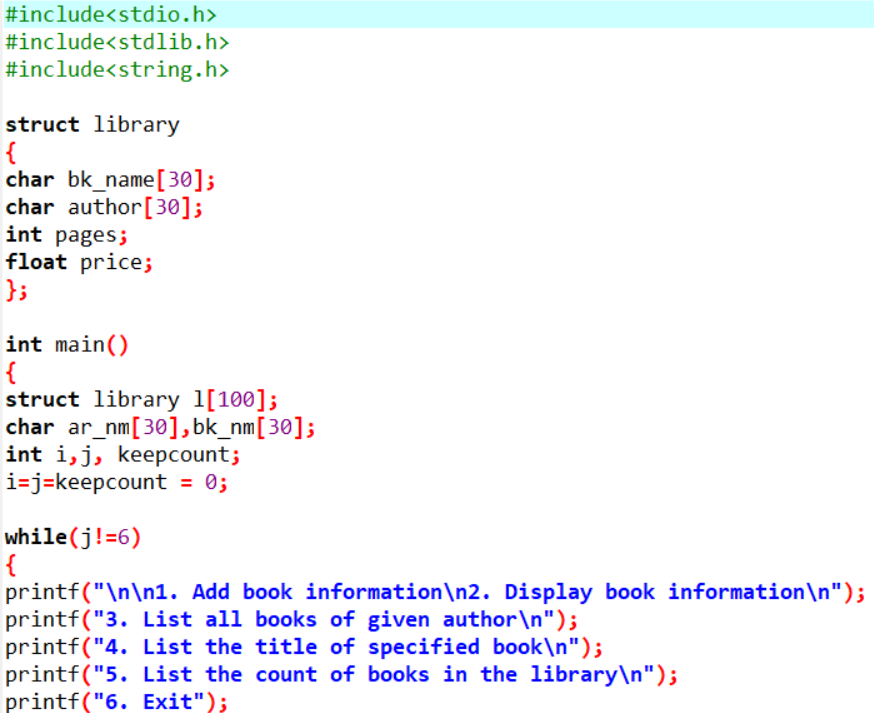 #include<stdio.h>
#include<stdlib.h>
#include<string.h>
struct library
{
char bk_name[30];
char author[30];
int pages;
float price;
};
int main()
{
struct library l[100];
char ar_nm[30],bk_nm[30];
int i,j, keepcount;
i=j=keepcount = 0;
while(j!=6)
{
printf("\n\n1. Add book information\n2. Display book information\n");
printf("3. List all books of given author\n");
printf("4. List the title of specified book\n");
printf("5. List the count of books in the library\n");
printf("6. Exit");